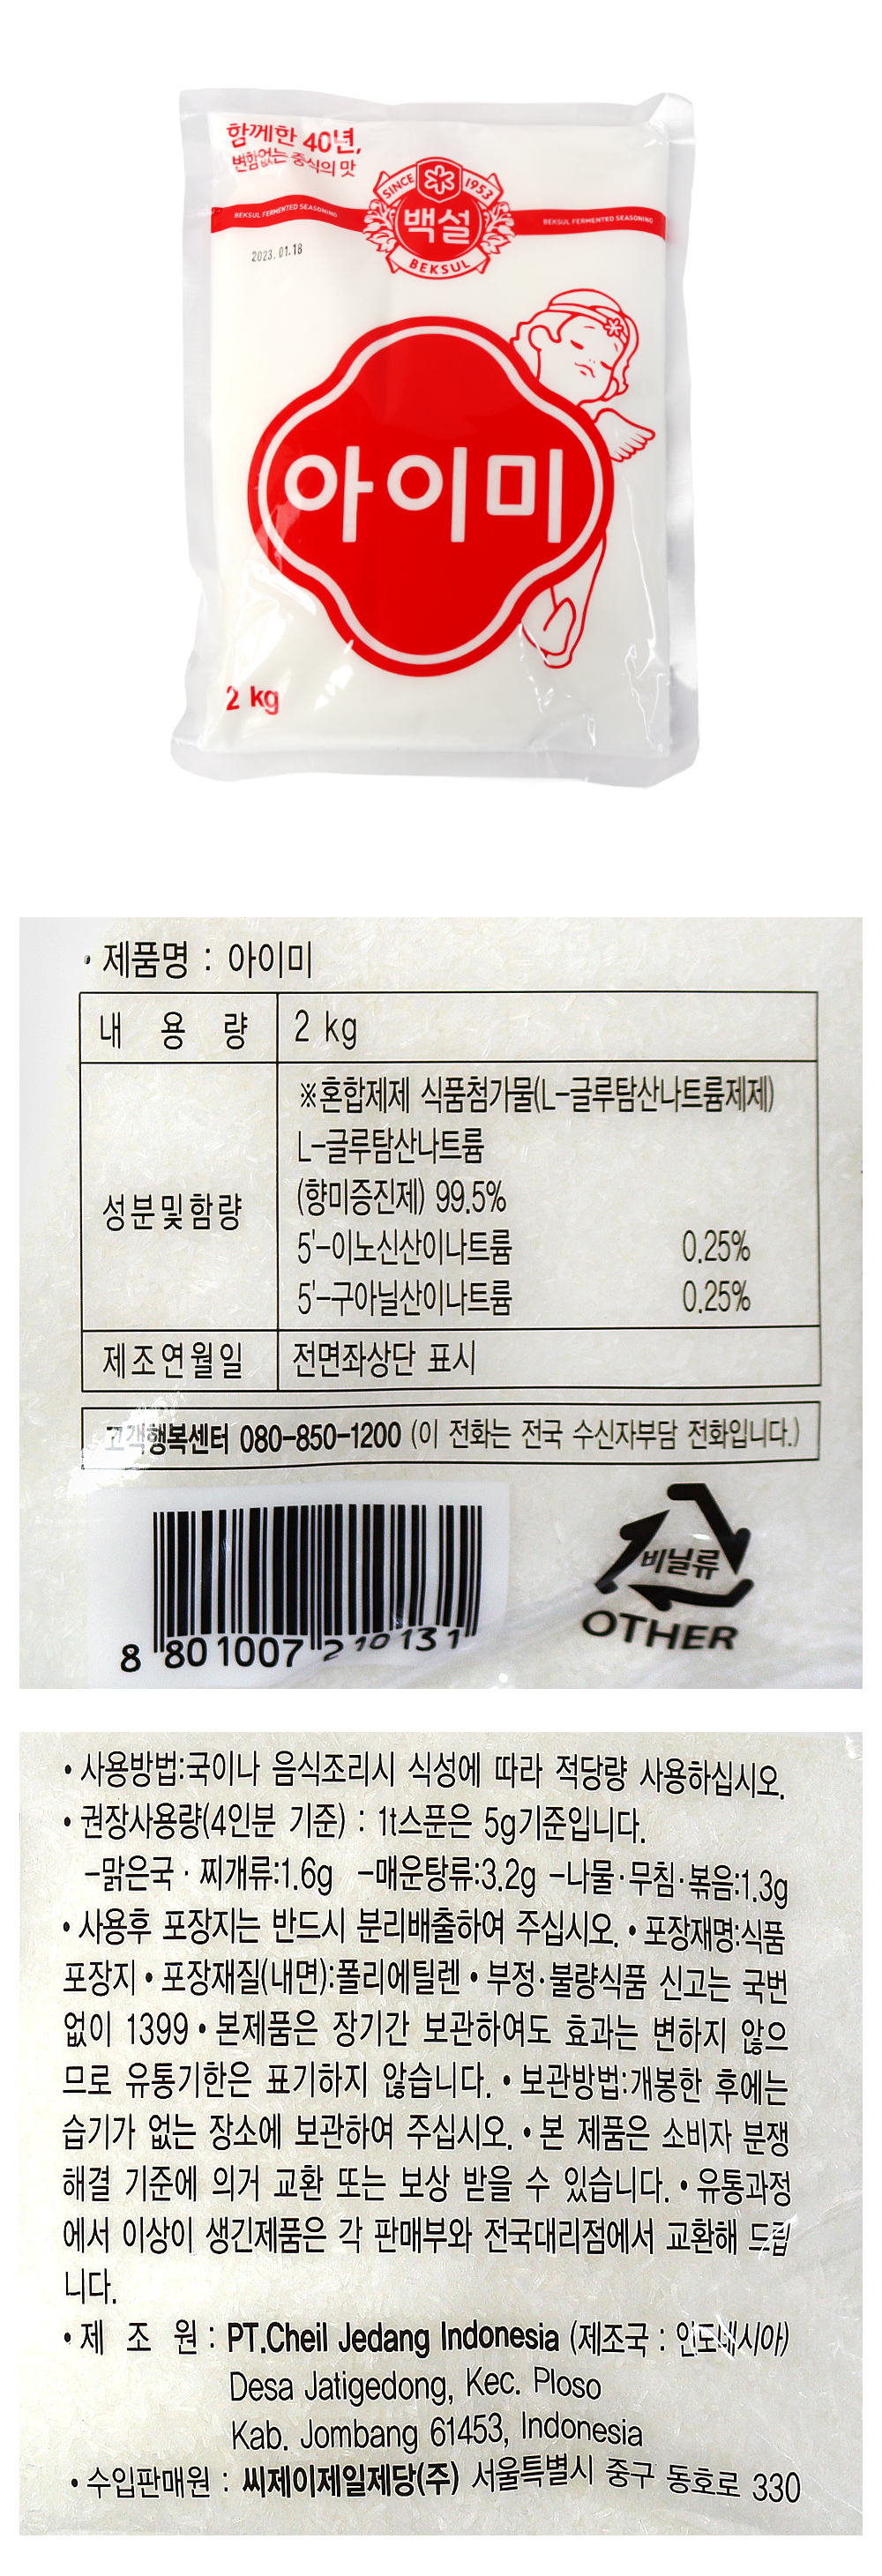 함께한 40년,
변함없는 중식의 맛
SINCE 1953
백설
BEKSUL
BEKSUL FERMENTED SEASONING
BEKSUL FERMENTED SEASONING
2023. 01.18
아이미
2 kg
• 제품명 : 아이미
내 용 량 2 kg
※혼합제제 식품첨가물(L-글루탐산나트륨제제)
L-글루탐산나트륨
성분및함량 (향미증진제) 99.5%
5'-이노신산이나트륨 0.25%
5'-구아닐산이나트륨 0.25%
제조연월일 전면좌상단 표시
고객행복센터 080-850-1200 (이 전화는 전국 수신자부담 전화입니다.)
8 801007 210131
비닐류
OTHER
• 사용방법:국이나 음식조리시 식성에 따라 적당량 사용하십시오.
• 권장사용량(4인분 기준) : 1t스푼은 5g기준입니다.
-맑은국 · 찌개류:1.6g -매운탕류:3.2g -나물·무침·볶음:1.3g
• 사용후 포장지는 반드시 분리배출하여 주십시오. • 포장재명:식품
포장지 • 포장재질(내면):폴리에틸렌 • 부정·불량식품 신고는 국번
없이 1399 • 본제품은 장기간 보관하여도 효과는 변하지 않으
므로 유통기한은 표기하지 않습니다. • 보관방법:개봉한 후에는
습기가 없는 장소에 보관하여 주십시오. • 본 제품은 소비자 분쟁
해결 기준에 의거 교환 또는 보상 받을 수 있습니다. • 유통과정
에서 이상이 생긴제품은 각 판매부와 전국대리점에서 교환해 드립
니다.
• 제 조 원 : PT.Cheil Jedang Indonesia (제조국 : 인도네시아)
Desa Jatigedong, Kec. Ploso
Kab. Jombang 61453, Indonesia
• 수입판매원 : 씨제이제일제당(주) 서울특별시 중구 동호로 330